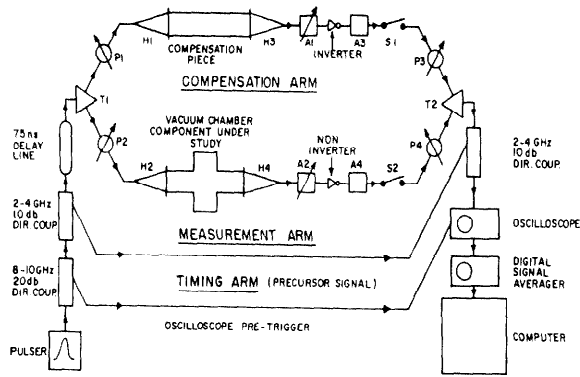 H1
H3
A1
A3
S1
INVERTER
COMPENSATION
PIECE
P1
P3
COMPENSATION ARM
T1
T2
75 ns
DELAY
LINE
VACUUM CHAMBER
COMPONENT UNDER
STUDY
NON
INVERTER
P2
P4
H2
H4
A2
A4
S2
2-4 GHz
10 db
DIR. COUP.
2-4 GHz
10 db
DIR. COUP.
MEASUREMENT ARM
OSCILLOSCOPE
8-10GHz
20db
DIR. COUP.
TIMING ARM (PRECURSOR SIGNAL)
DIGITAL
SIGNAL
AVERAGER
OSCILLOSCOPE PRE-TRIGGER
PULSER
COMPUTER